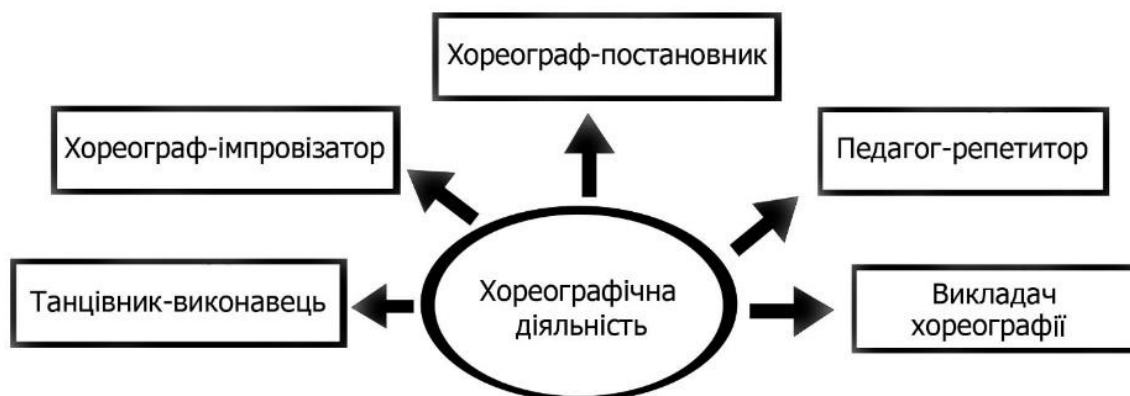 Хореограф-постановник
Хореограф-імпровізатор
Педагог-репетитор
Танцівник-виконавець
Хореографічна
діяльність
Викладач
хореографії